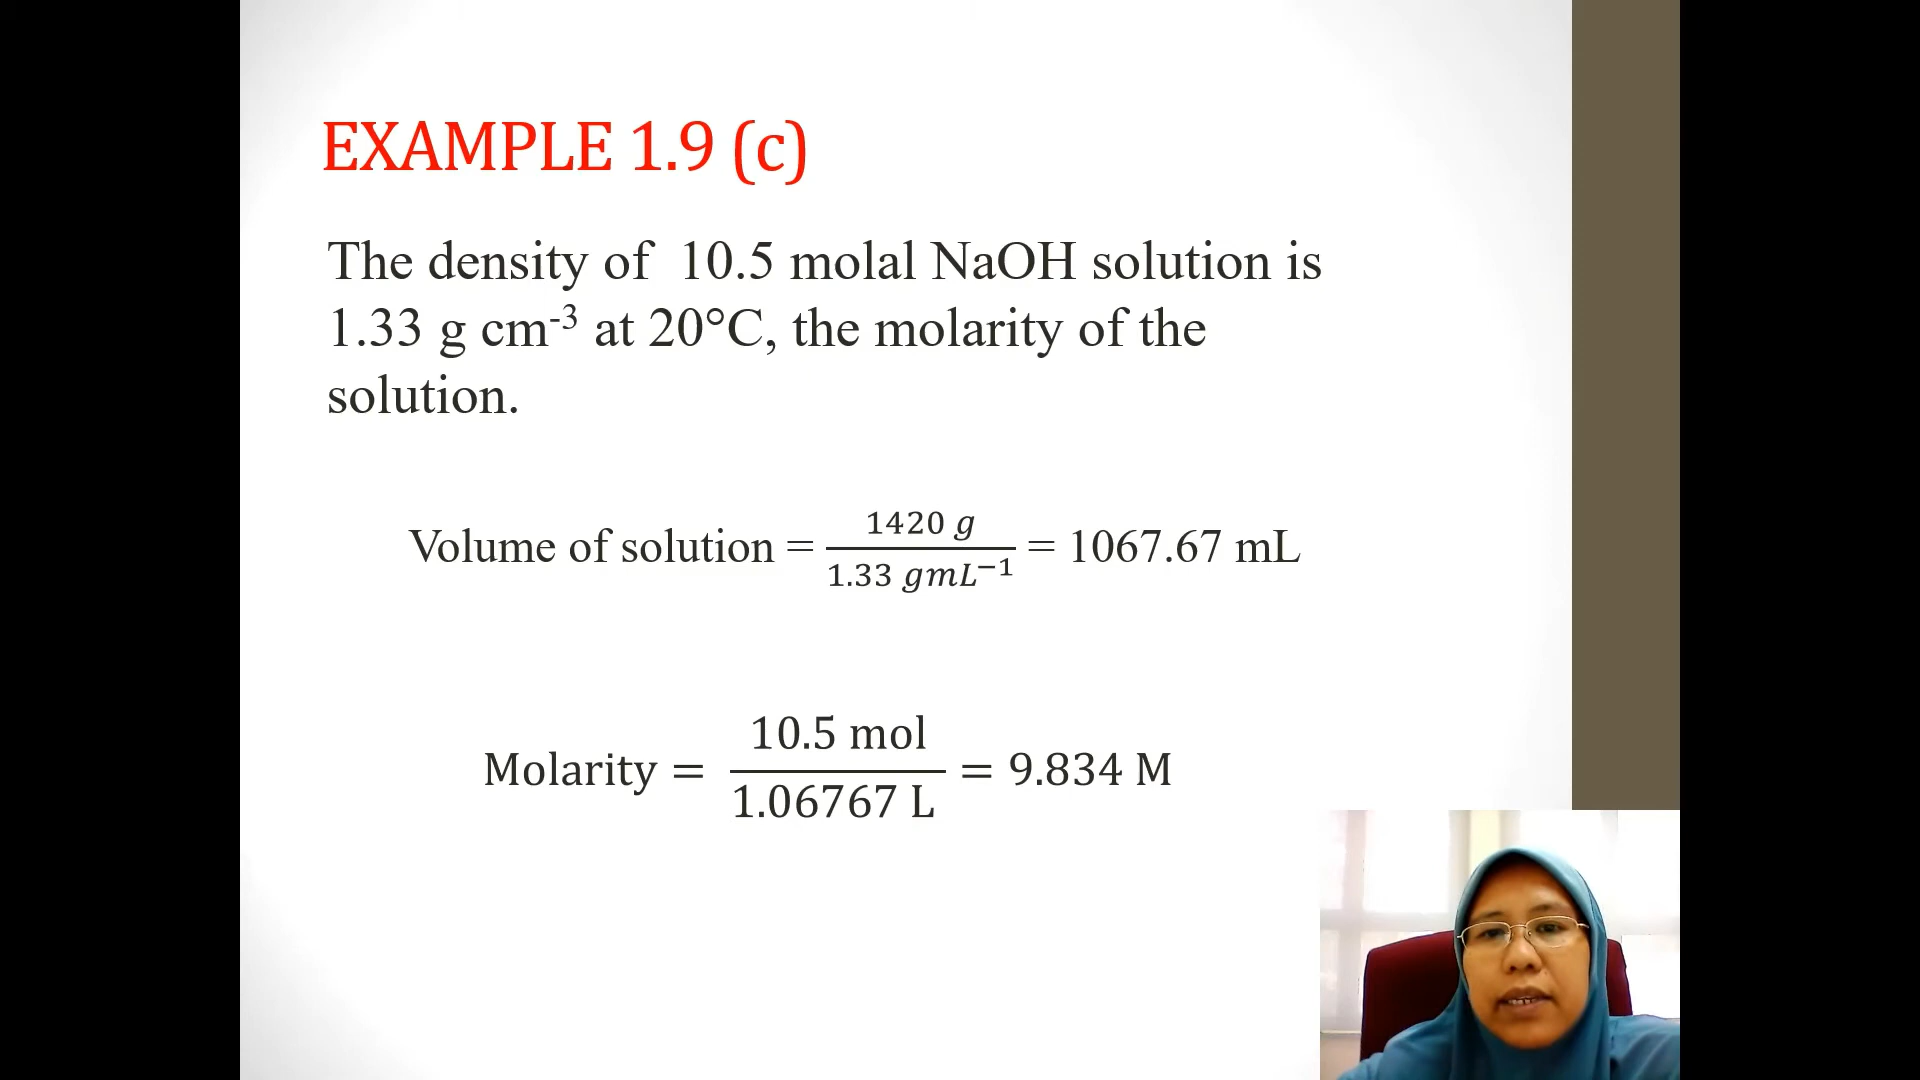 EXAMPLE 1.9 (c)
The density of 10.5 molal NaOH solution is
1.33 g cm⁻³ at 20°C, the molarity of the
solution.
Volume of solution = 1420 g / 1.33 gmL⁻¹ = 1067.67 mL
Molarity = 10.5 mol / 1.06767 L = 9.834 M